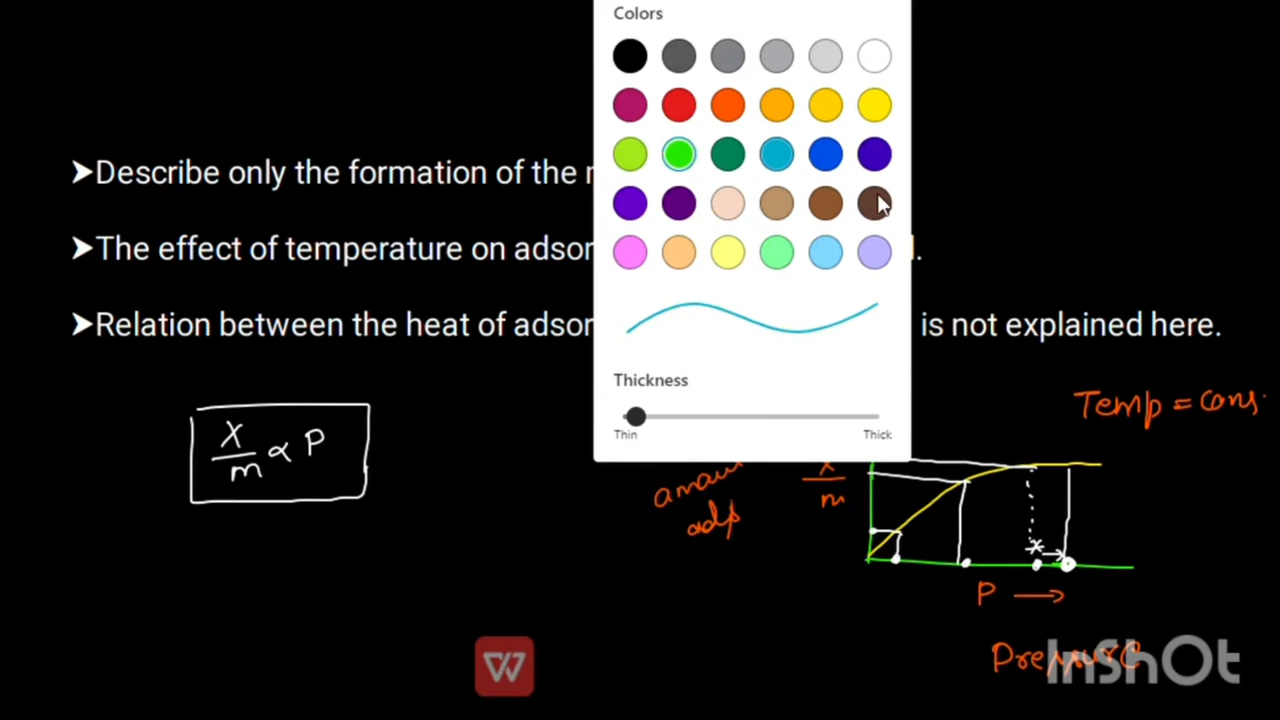 Colors
➤Describe only the formation of the
➤The effect of temperature on adsor
➤Relation between the heat of adsor is not explained here.
Thickness
Thin Thick
Temp = cons
x/m ∝ P
x/m
P →
Pressure
InShOt